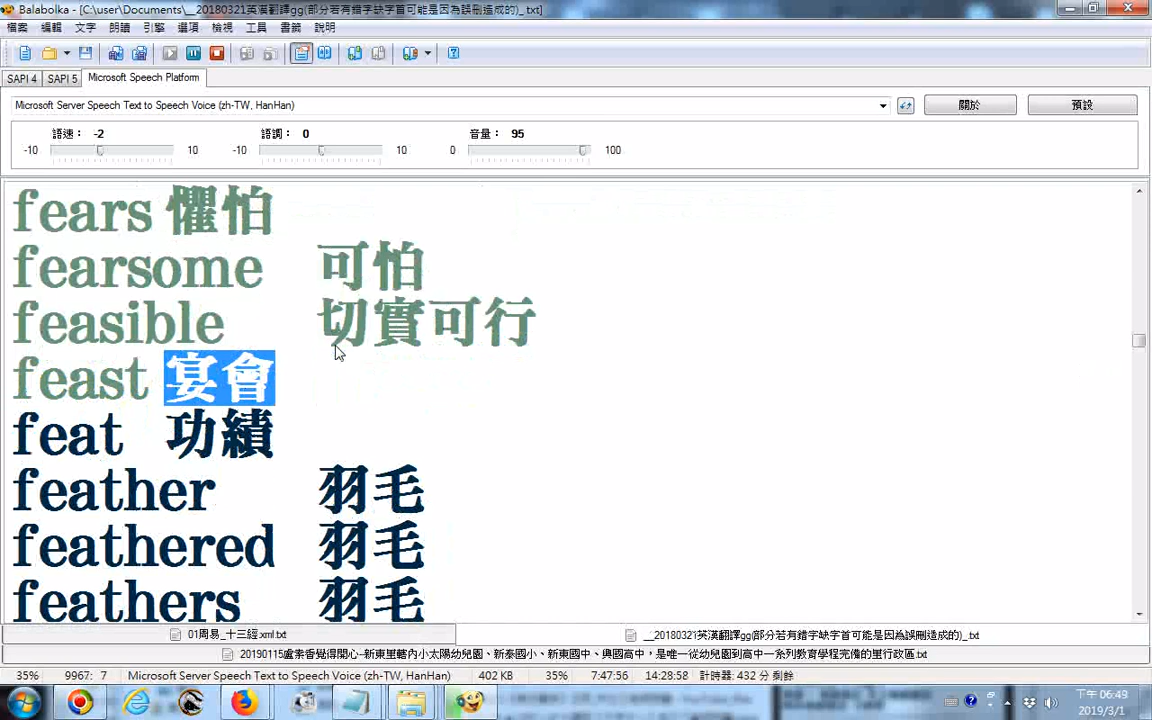 Balabolka - [C:\user\Documents\__20180321英漢翻譯gg(部分若有錯字缺字首可能是因為誤刪造成的)_.txt]
檔案 編輯 文字 朗讀 引擎 選項 檢視 工具 書籤 說明
SAPI 4 SAPI 5 Microsoft Speech Platform
Microsoft Server Speech Text to Speech Voice (zh-TW, HanHan) 關於 預設
語速： -2 語調： 0 音量： 95
-10 10 -10 10 0 100
fears 懼怕
fearsome 可怕
feasible 切實可行
feast 宴會
feat 功績
feather 羽毛
feathered 羽毛
feathers 羽毛
01周易_十三經.xml.txt __20180321英漢翻譯gg(部分若有錯字缺字首可能是因為誤刪造成的)_.txt
20190115盧素香覺得開心-新東里轄內小太陽幼兒園、新泰國小、新東國中、興國高中，是唯一從幼兒園到高中一系列教育學程完備的里行政區.txt
35% 9967: 7 Microsoft Server Speech Text to Speech Voice (zh-TW, HanHan) 402 KB 35% 7:47:56 14:28:58 計時器: 432 分 剩餘
下午 06:49
2019/3/1